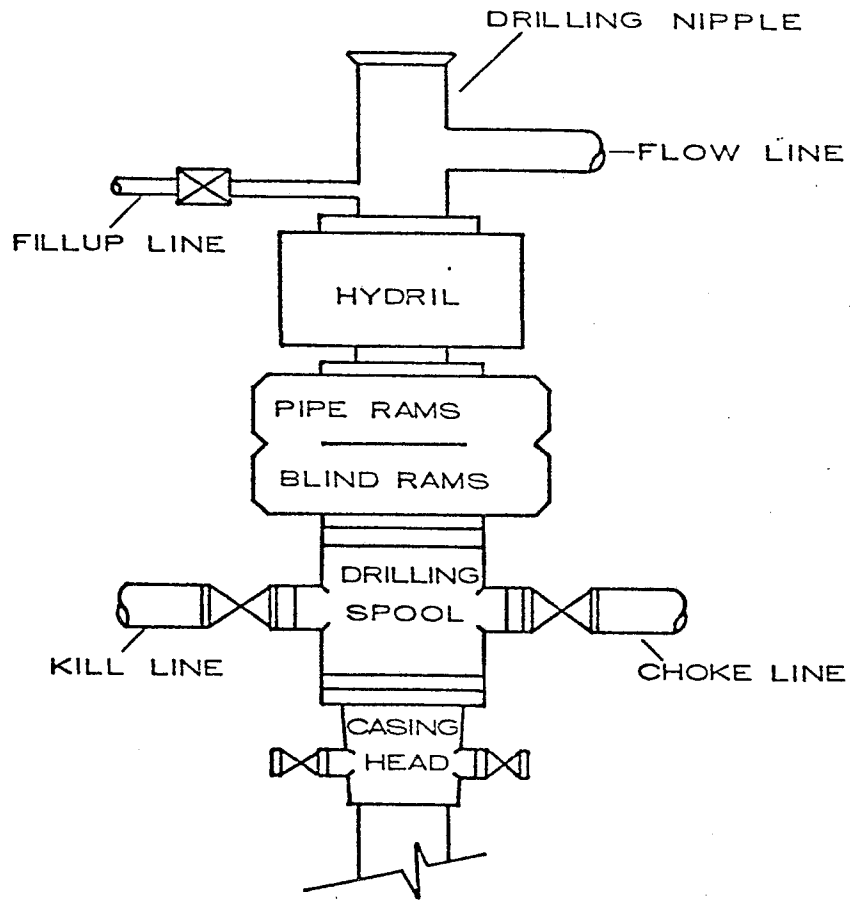 DRILLING NIPPLE
FLOW LINE
FILLUP LINE
HYDRIL
PIPE RAMS
BLIND RAMS
DRILLING
SPOOL
KILL LINE
CHOKE LINE
CASING
HEAD